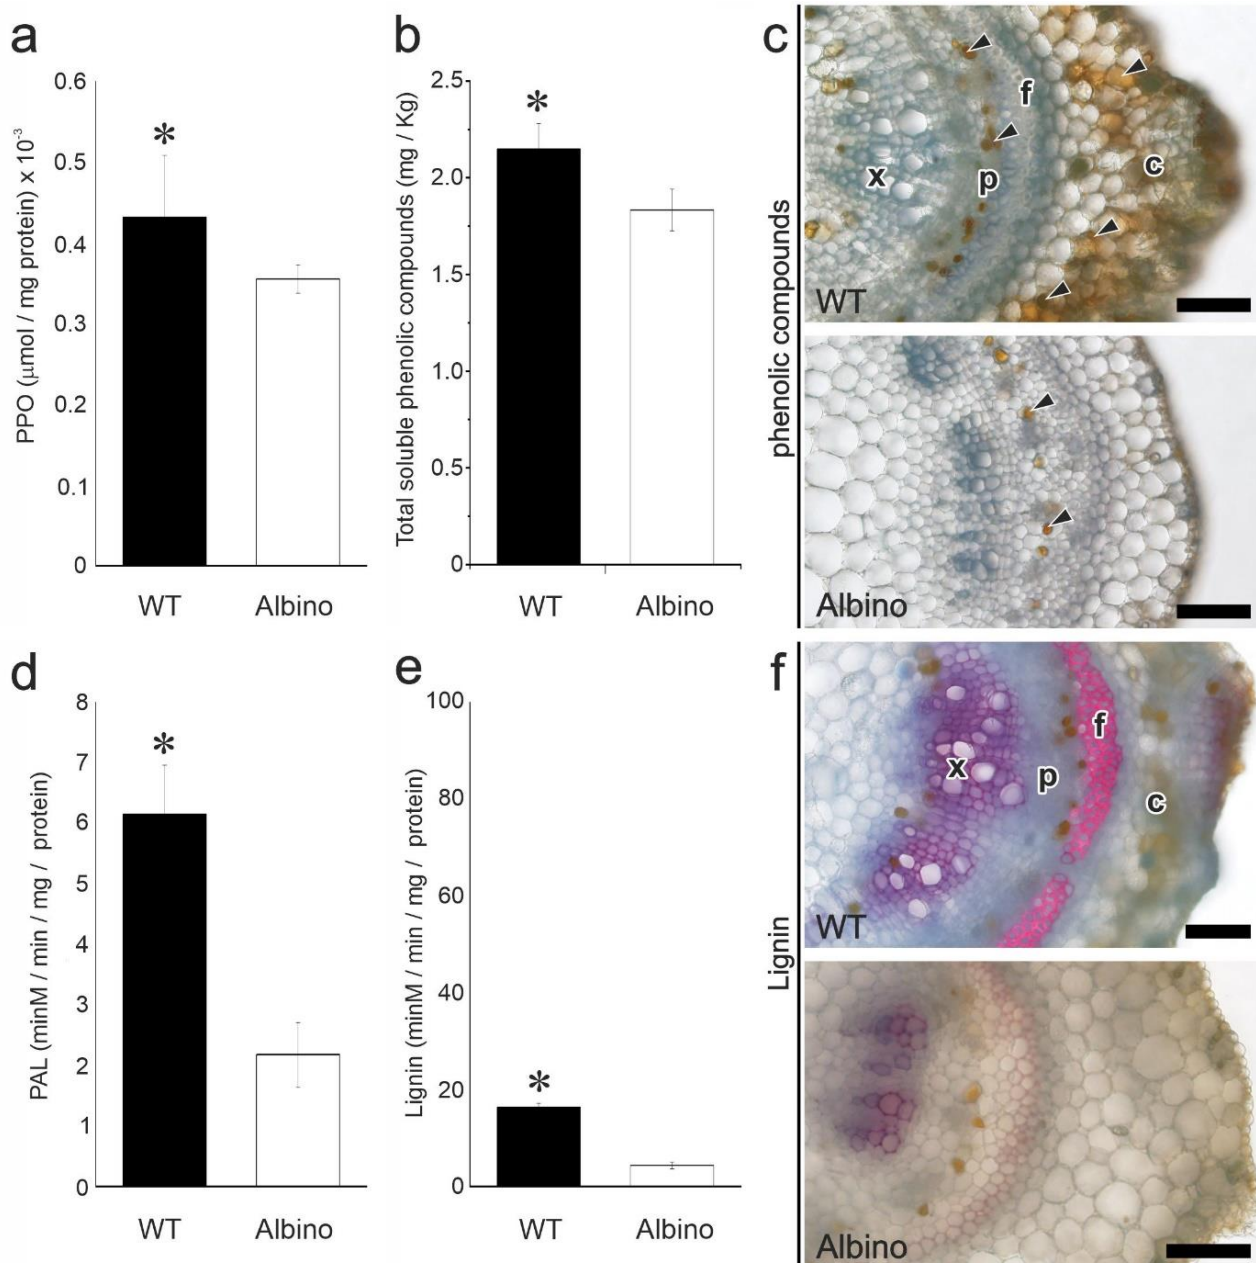 a
PPO (µmol / mg protein) x 10⁻³
0.6
0.5
0.4
0.3
0.2
0.1
0
*
WT
Albino
b
Total soluble phenolic compounds (mg / Kg)
2.5
2.0
1.5
1.0
0.5
0
*
WT
Albino
c
phenolic compounds
f
x
p
c
WT
Albino
d
PAL (minM / min / mg / protein)
8
7
6
5
4
3
2
1
0
*
WT
Albino
e
Lignin (minM / min / mg / protein)
100
80
60
40
20
0
*
WT
Albino
f
Lignin
f
x
p
c
WT
Albino